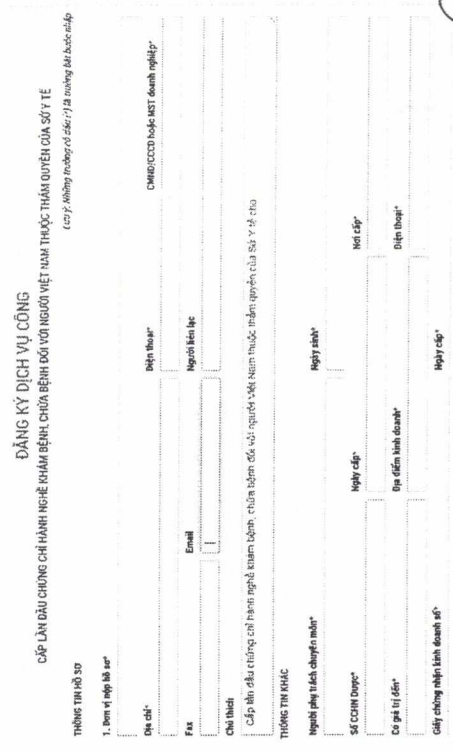 ĐĂNG KÝ DỊCH VỤ CÔNG
CẤP LẦN ĐẦU CHỨNG CHỈ HÀNH NGHỀ KHÁM BỆNH, CHỮA BỆNH ĐỐI VỚI NGƯỜI VIỆT NAM THUỘC THẨM QUYỀN CỦA SỞ Y TẾ
Lưu ý: Những trường có dấu (*) là trường bắt buộc nhập
THÔNG TIN HỒ SƠ
1. Đơn vị nộp hồ sơ*
CMND/CCCD hoặc MST doanh nghiệp*
Địa chỉ*
Điện thoại*
Fax
Email
Người liên lạc
Chú thích
Cấp lần đầu chứng chỉ hành nghề khám bệnh, chữa bệnh đối với người Việt Nam thuộc thẩm quyền của Sở Y tế cho
THÔNG TIN KHÁC
Người phụ trách chuyên môn*
Ngày sinh*
Số CCHN Dược*
Ngày cấp*
Nơi cấp*
Có giá trị đến*
Địa điểm kinh doanh*
Điện thoại*
Giấy chứng nhận kinh doanh số*
Ngày cấp*